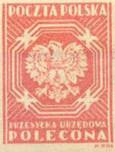 POCZTA POLSKA
PRZESYŁKA URZĘDOWA
POLECONA